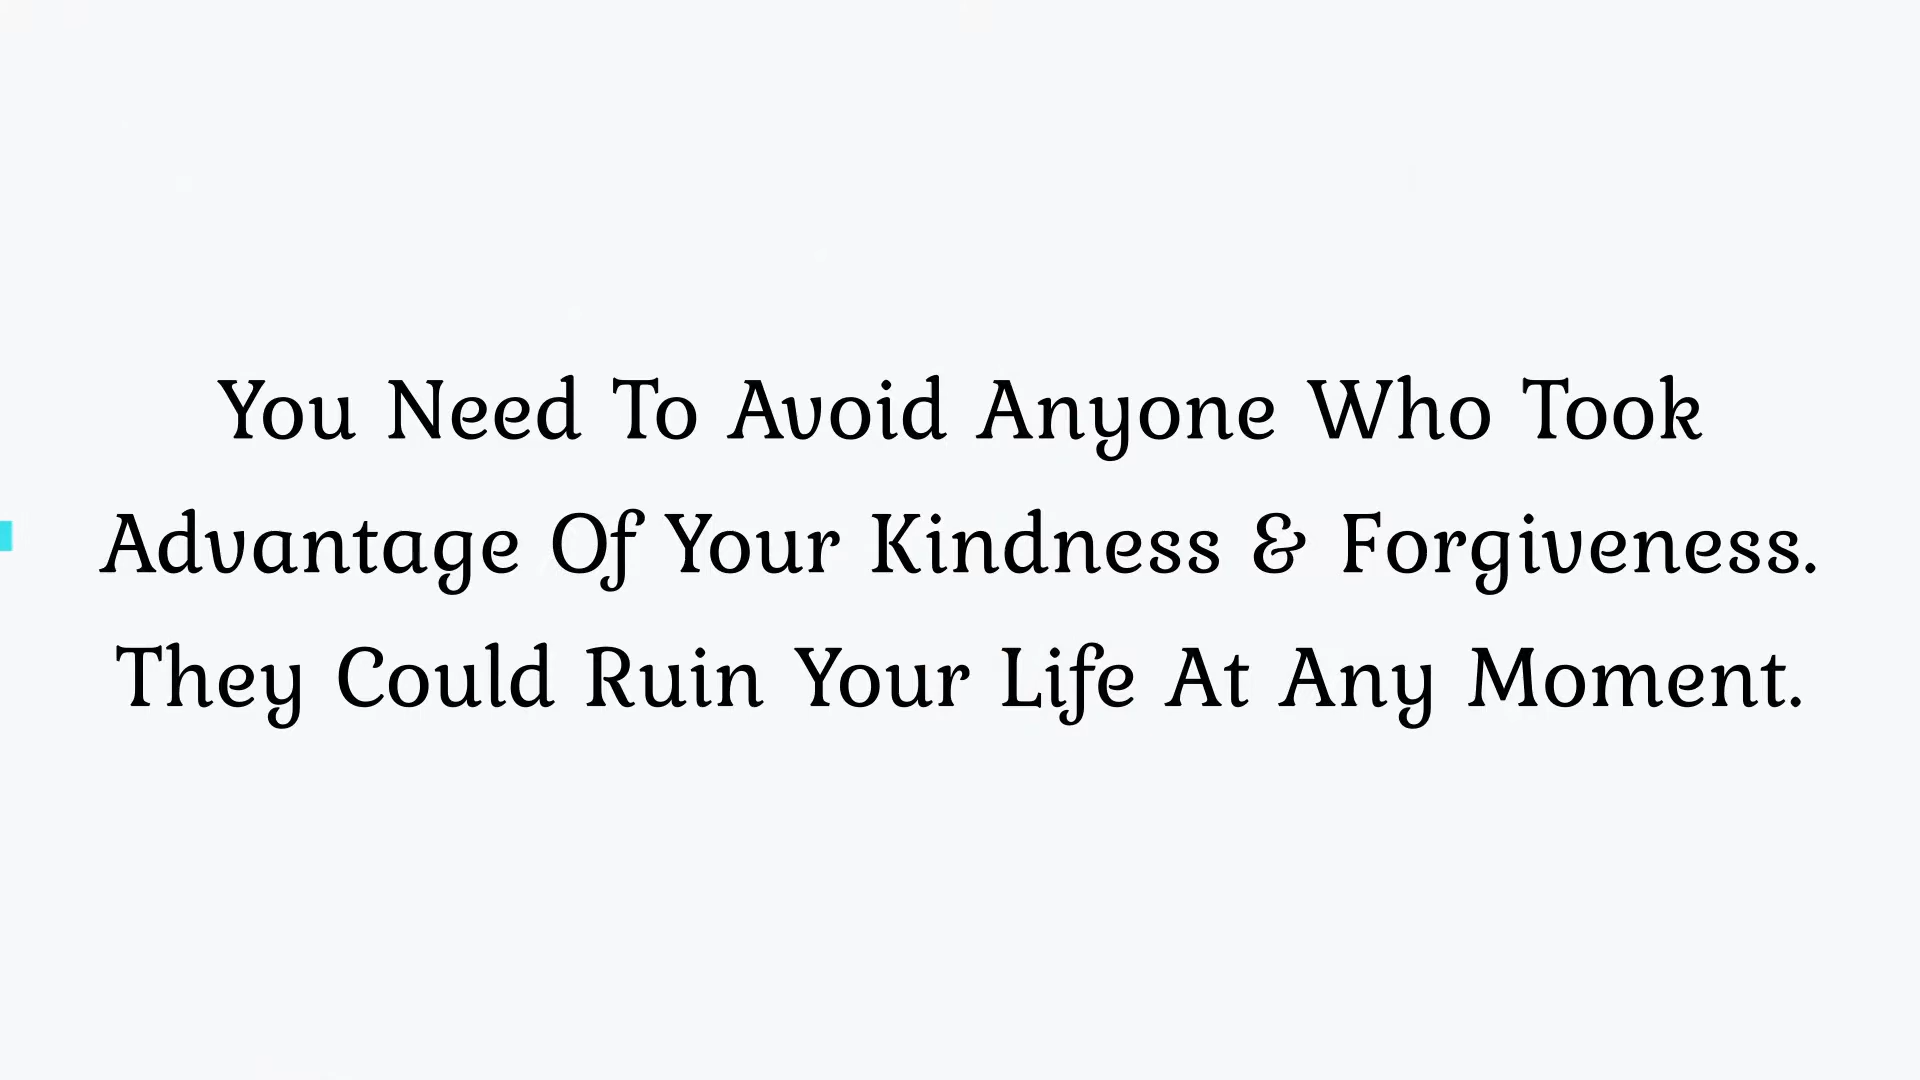 You Need To Avoid Anyone Who Took
Advantage Of Your Kindness & Forgiveness.
They Could Ruin Your Life At Any Moment.